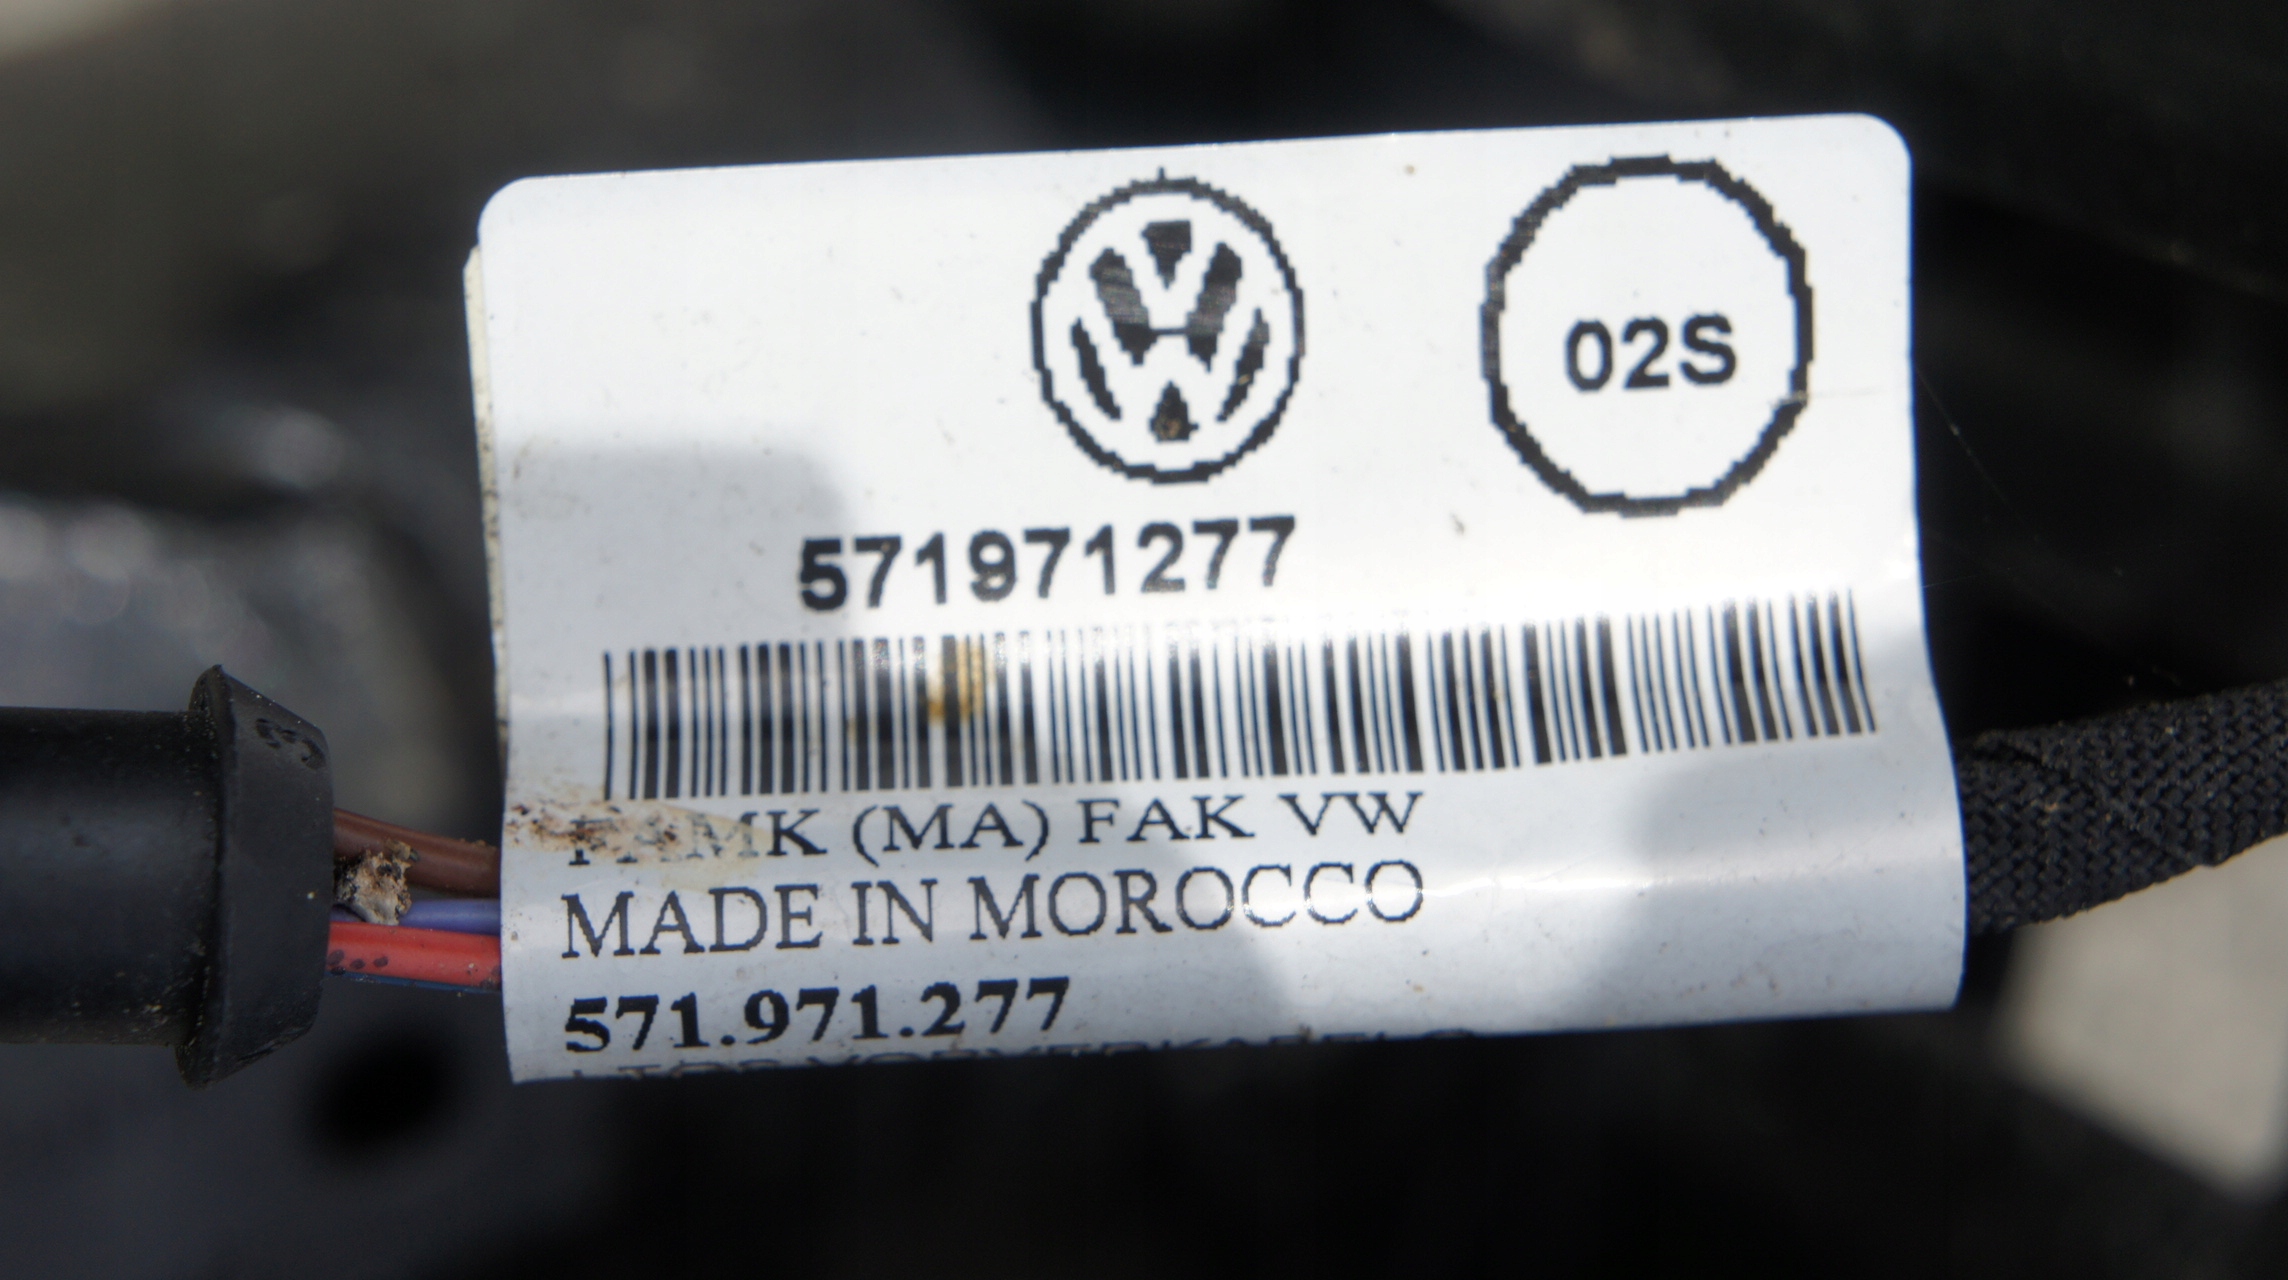 02S
571971277
(MA) FAK VW
MADE IN MOROCCO
571.971.277